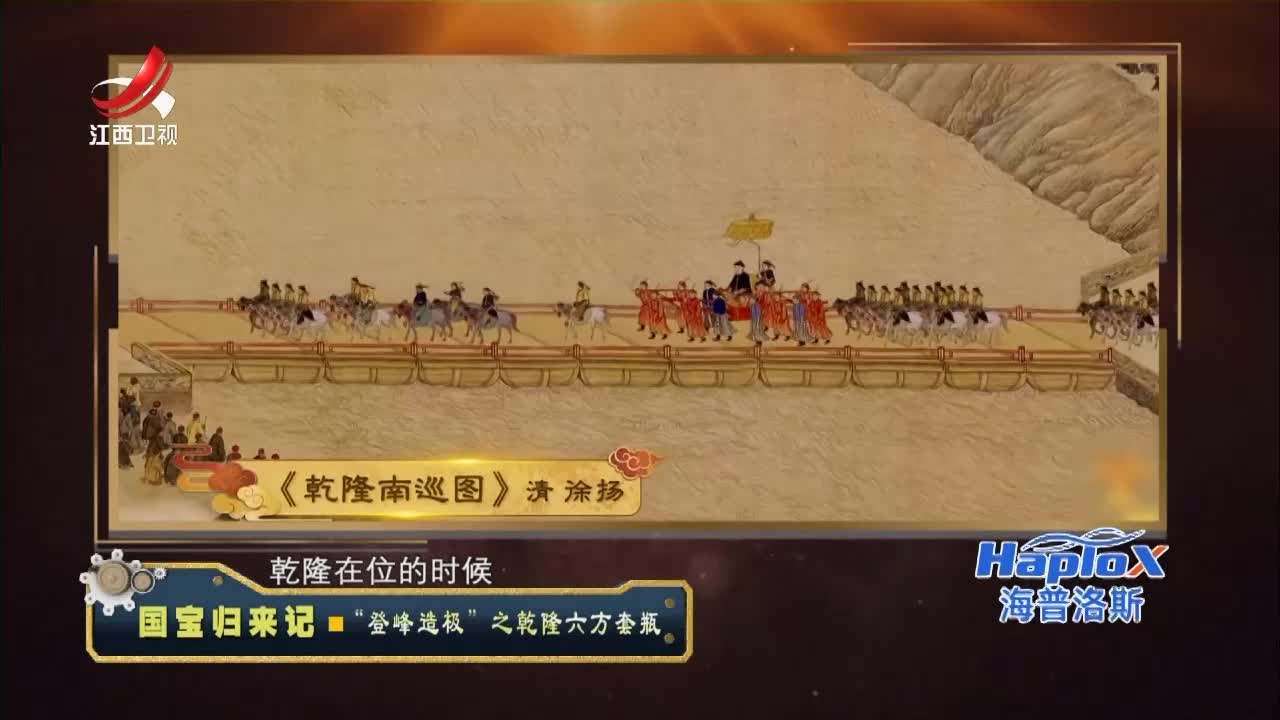 江西卫视
《乾隆南巡图》清 徐扬
乾隆在位的时候
国宝归来记 ■ “登峰造极”之乾隆六方套瓶
HaploX
海普洛斯